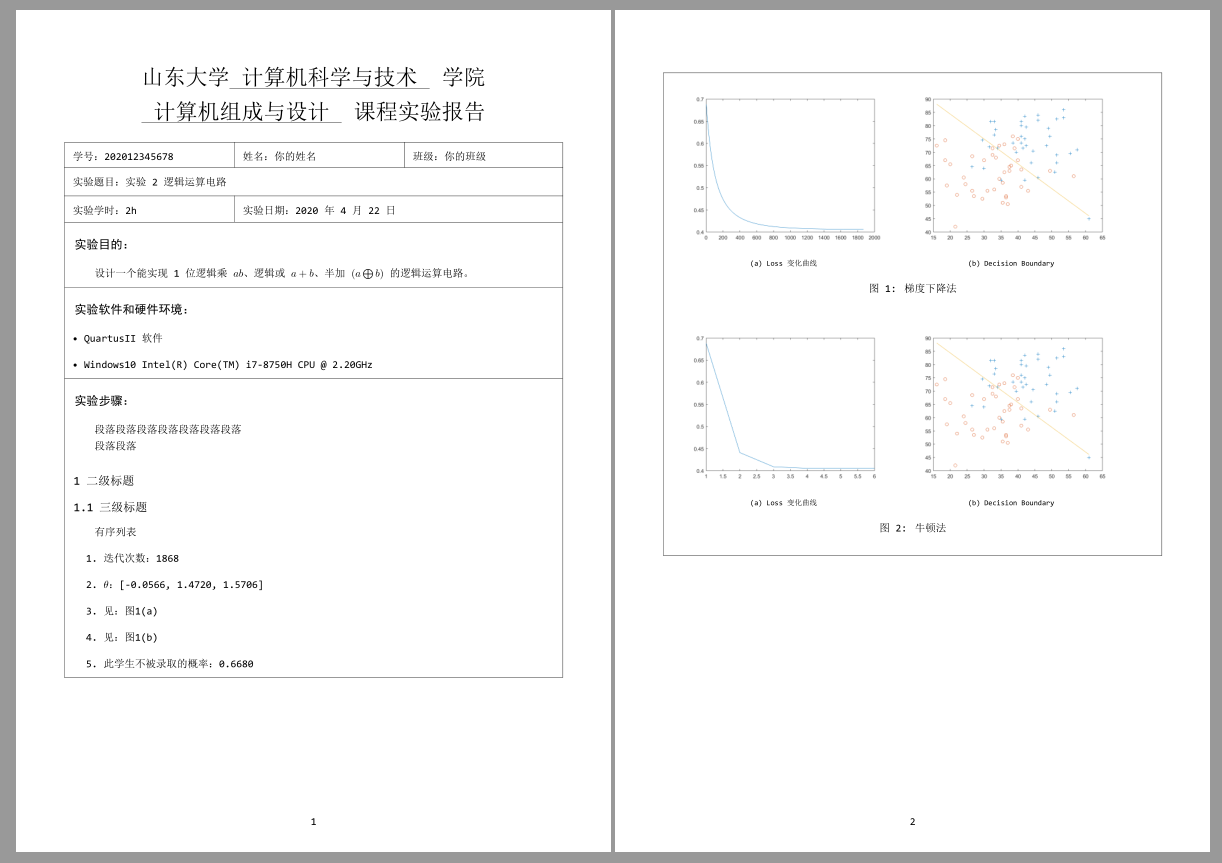 山东大学 计算机科学与技术 学院
计算机组成与设计 课程实验报告
学号：202012345678 姓名：你的姓名 班级：你的班级
实验题目：实验 2 逻辑运算电路
实验学时：2h 实验日期：2020 年 4 月 22 日
实验目的：
设计一个能实现 1 位逻辑乘 ab、逻辑或 a + b、半加 (a⊕b) 的逻辑运算电路。
实验软件和硬件环境：
• QuartusII 软件
• Windows10 Intel(R) Core(TM) i7-8750H CPU @ 2.20GHz
实验步骤：
段落段落段落段落段落段落段落
段落段落
1 二级标题
1.1 三级标题
有序列表
1. 迭代次数：1868
2. θ：[-0.0566, 1.4720, 1.5706]
3. 见：图1(a)
4. 见：图1(b)
5. 此学生不被录取的概率：0.6680
1
0.7
0.65
0.6
0.55
0.5
0.45
0.4
0 200 400 600 800 1000 1200 1400 1600 1800 2000
(a) Loss 变化曲线
90
85
80
75
70
65
60
55
50
45
40
15 20 25 30 35 40 45 50 55 60 65
(b) Decision Boundary
图 1: 梯度下降法
0.7
0.65
0.6
0.55
0.5
0.45
0.4
1 1.5 2 2.5 3 3.5 4 4.5 5 5.5 6
(a) Loss 变化曲线
90
85
80
75
70
65
60
55
50
45
40
15 20 25 30 35 40 45 50 55 60 65
(b) Decision Boundary
图 2: 牛顿法
2